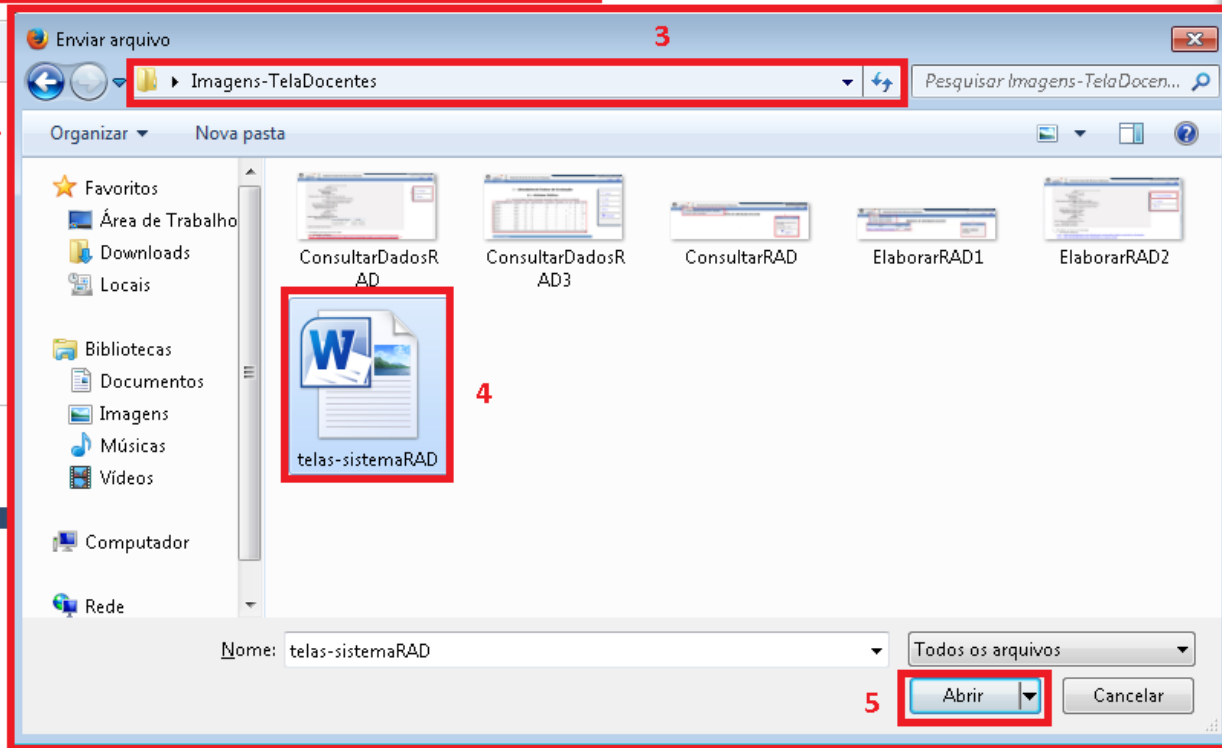 Enviar arquivo
3
Imagens-TelaDocentes
Pesquisar Imagens-TelaDocen...
Organizar
Nova pasta
Favoritos
Área de Trabalho
Downloads
Locais
Bibliotecas
Documentos
Imagens
Músicas
Vídeos
Computador
Rede
ConsultarDadosR
AD
ConsultarDadosR
AD3
ConsultarRAD
ElaborarRAD1
ElaborarRAD2
W
telas-sistemaRAD
4
Nome: telas-sistemaRAD
Todos os arquivos
5
Abrir
Cancelar